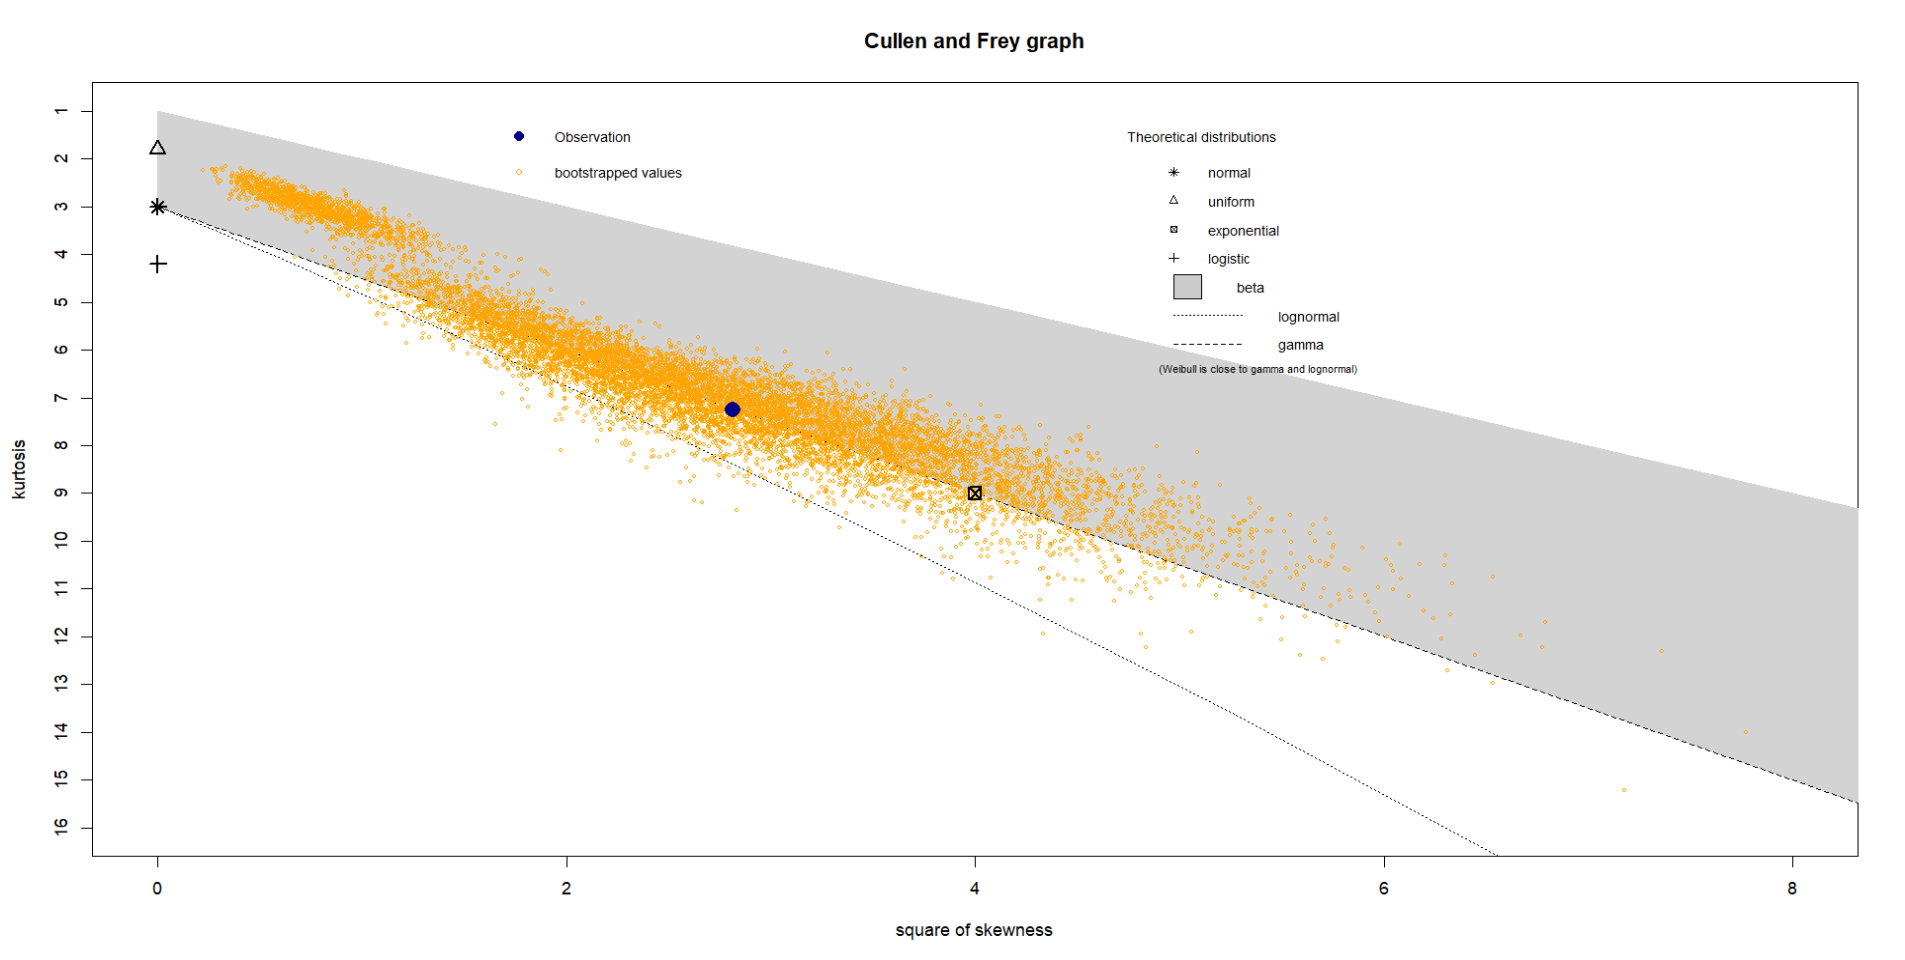 Cullen and Frey graph
Observation
bootstrapped values
Theoretical distributions
normal
uniform
exponential
logistic
beta
lognormal
gamma
(Weibull is close to gamma and lognormal)
kurtosis
1
2
3
4
5
6
7
8
9
10
11
12
13
14
15
16
0 2 4 6 8
square of skewness